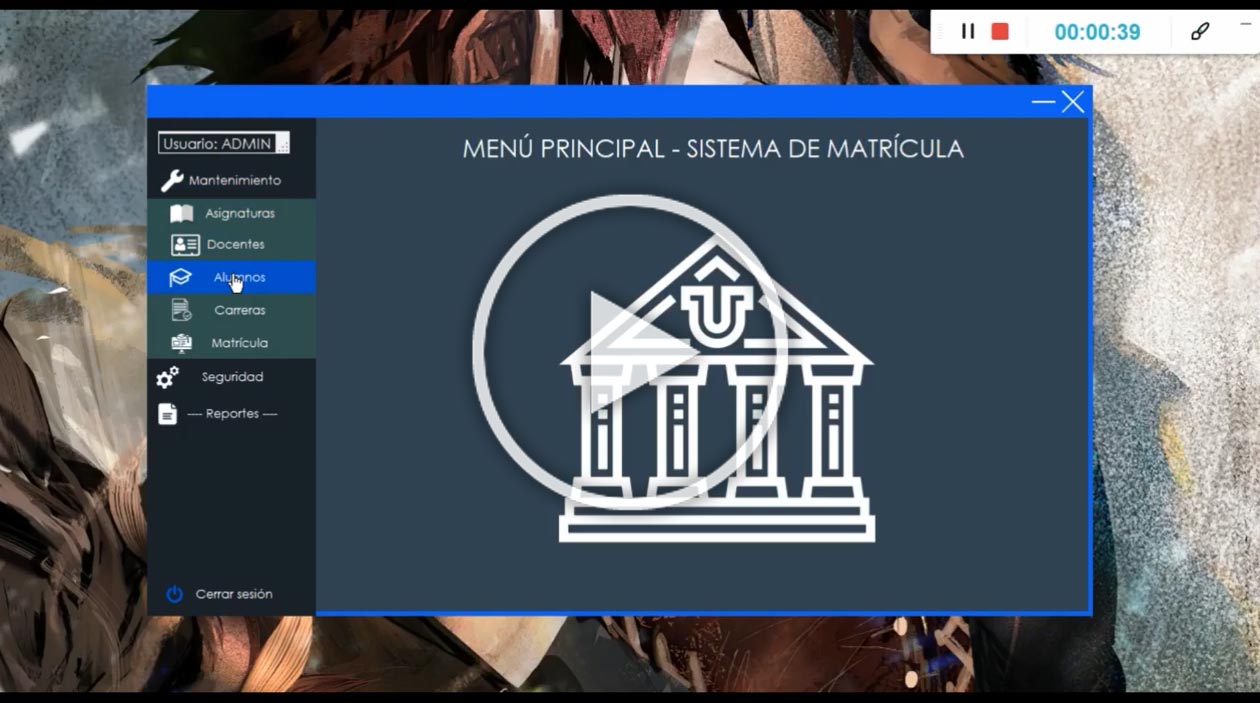 00:00:39
Usuario: ADMIN
MENÚ PRINCIPAL - SISTEMA DE MATRÍCULA
Mantenimiento
Asignaturas
Docentes
Alumnos
Carreras
Matrícula
Seguridad
---- Reportes ----
Cerrar sesión
U